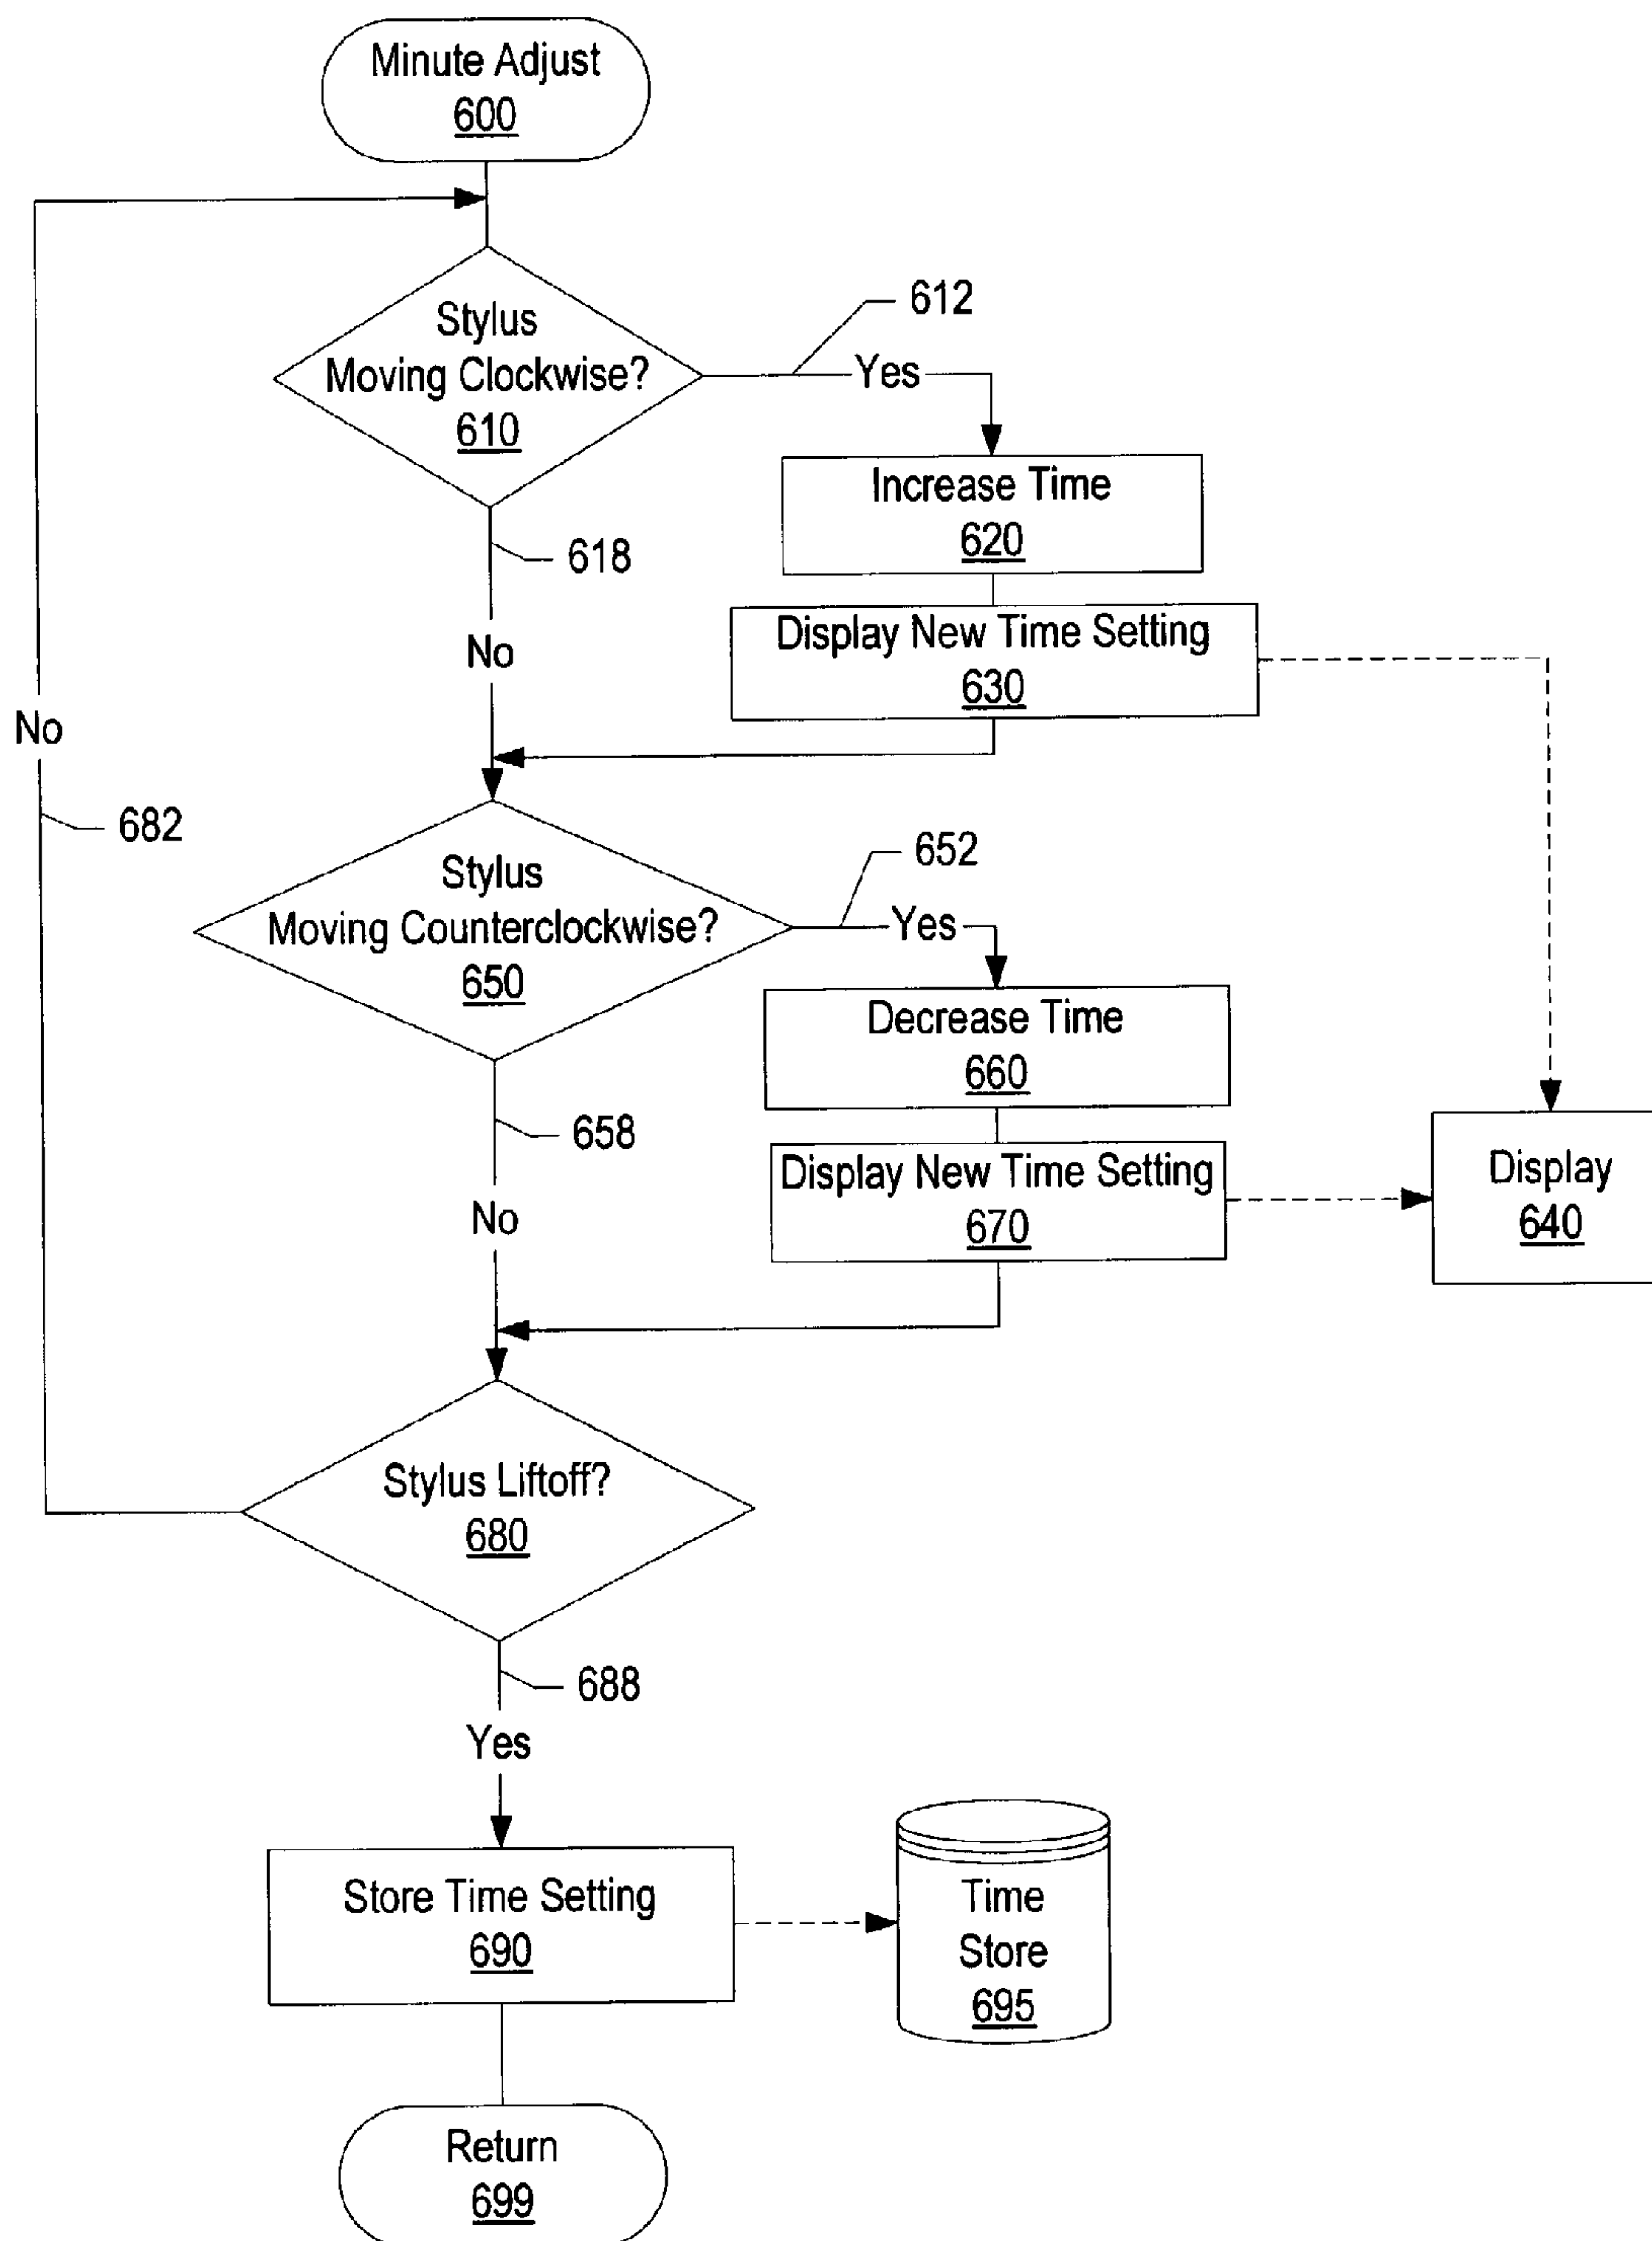 Minute Adjust
600
Stylus
Moving Clockwise?
610
612
Yes
Increase Time
620
618
No
Display New Time Setting
630
No
682
Stylus
Moving Counterclockwise?
650
652
Yes
Decrease Time
660
658
No
Display New Time Setting
670
Display
640
Stylus Liftoff?
680
688
Yes
Store Time Setting
690
Time
Store
695
Return
699